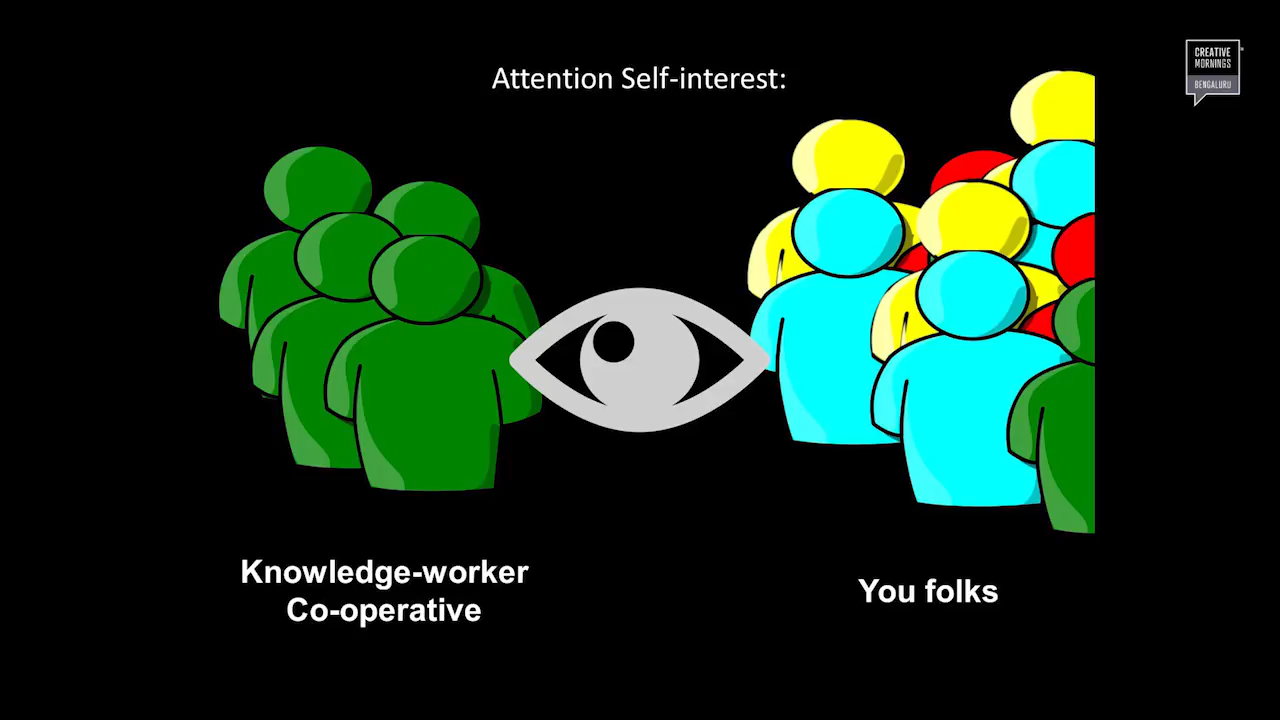 Attention Self-interest:
CREATIVE
MORNINGS
BENGALURU
Knowledge-worker
Co-operative
You folks